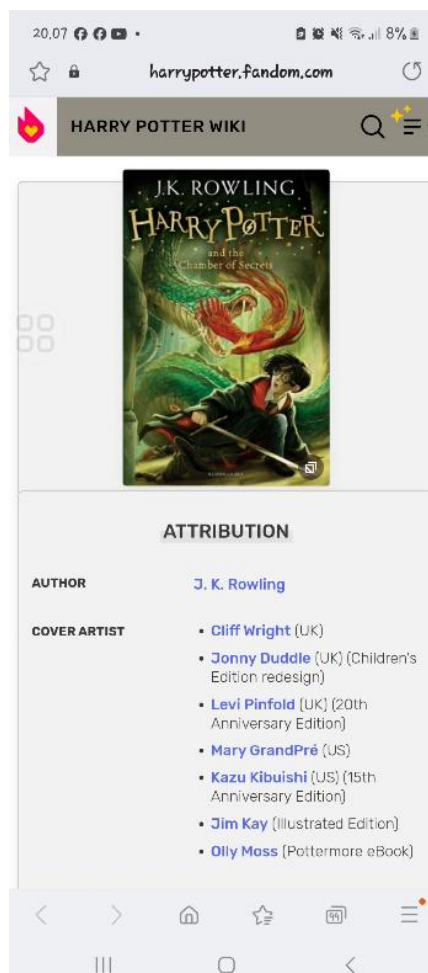 20.07
8%
harrypotter.fandom.com
HARRY POTTER WIKI
J.K. ROWLING
HARRY POTTER
and the
Chamber of Secrets
ATTRIBUTION
AUTHOR
J. K. Rowling
COVER ARTIST
• Cliff Wright (UK)
• Jonny Duddle (UK) (Children's
Edition redesign)
• Levi Pinfold (UK) (20th
Anniversary Edition)
• Mary GrandPré (US)
• Kazu Kibuishi (US) (15th
Anniversary Edition)
• Jim Kay (Illustrated Edition)
• Olly Moss (Pottermore eBook)